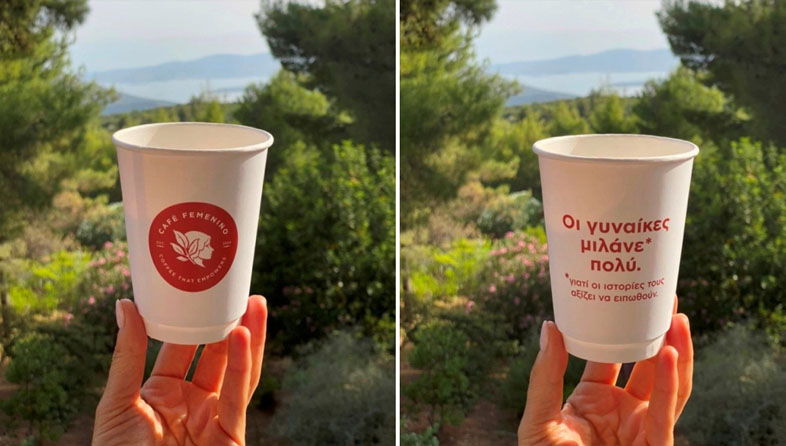 CAFÉ FEMENINO
COFFEE THAT EMPOWERS
Οι γυναίκες
μιλάνε*
πολύ.
*γιατί οι ιστορίες τους
αξίζει να ειπωθούν.